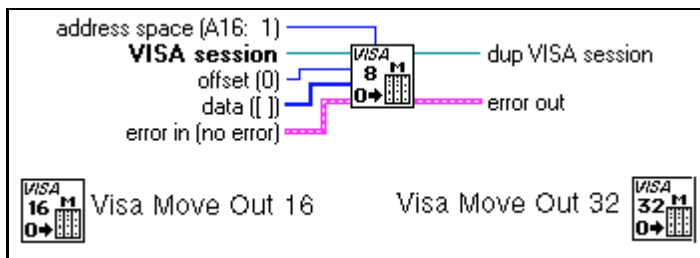 address space (A16: 1)
VISA session
offset (0)
data ([ ])
error in (no error)
VISA
8 M
0→
dup VISA session
error out
VISA
16 M
0→
Visa Move Out 16
Visa Move Out 32
VISA
32 M
0→